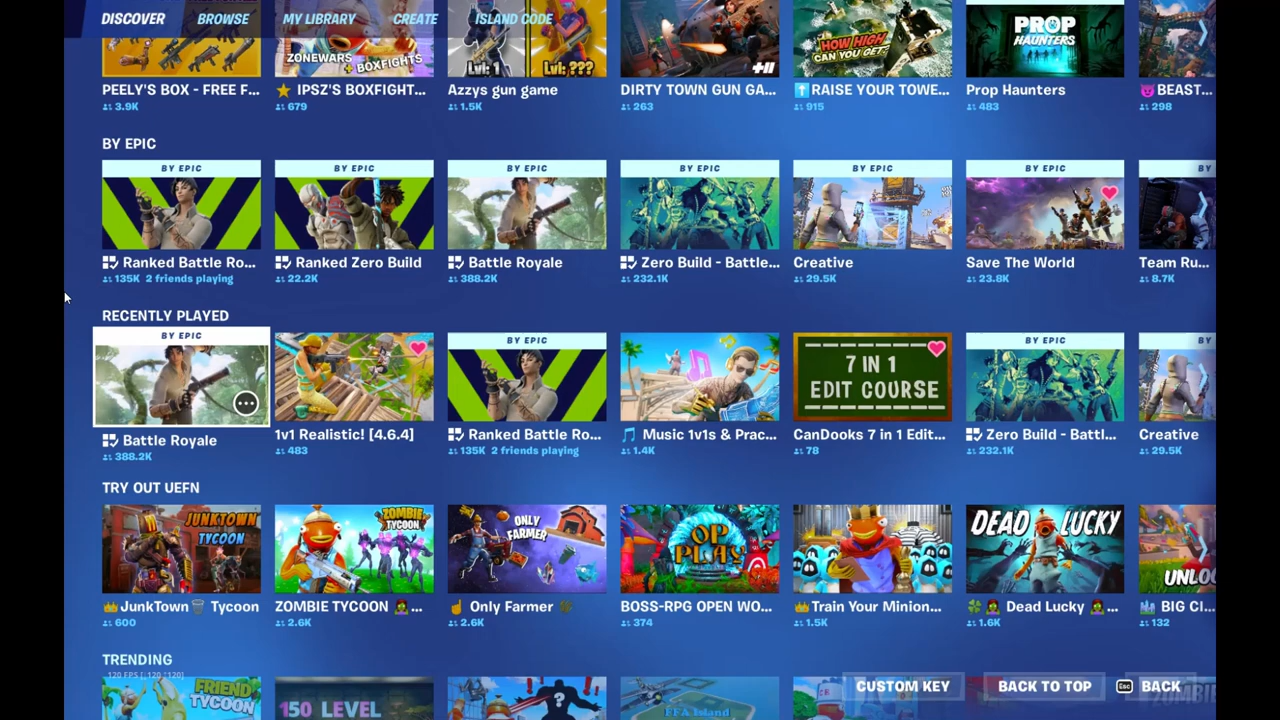 DISCOVER BROWSE MY LIBRARY CREATE ISLAND CODE
ZONEWARS + BOXFIGHTS
Lvl: 1 Lvl: ???
HOW HIGH CAN YOU GET
PROP HAUNTERS
PEELY'S BOX - FREE F... IPSZ'S BOXFIGHT... Azzys gun game DIRTY TOWN GUN GA... RAISE YOUR TOWE... Prop Haunters BEAST...
3.9K 679 1.5K 263 915 483 298
BY EPIC
BY EPIC BY EPIC BY EPIC BY EPIC BY EPIC BY EPIC BY
Ranked Battle Ro... Ranked Zero Build Battle Royale Zero Build - Battle... Creative Save The World Team Ru...
135K 2 friends playing 22.2K 388.2K 232.1K 29.5K 23.8K 8.7K
RECENTLY PLAYED
BY EPIC BY EPIC BY EPIC
7 IN 1
EDIT COURSE
Battle Royale 1v1 Realistic! [4.6.4] Ranked Battle Ro... Music 1v1s & Prac... CanDooks 7 in 1 Edit... Zero Build - Battl... Creative
388.2K 483 135K 2 friends playing 1.4K 78 232.1K 29.5K
TRY OUT UEFN
JUNKTOWN TYCOON
ZOMBIE TYCOON
ONLY FARMER
OP PLAY
DEAD LUCKY
UNLO
JunkTown Tycoon ZOMBIE TYCOON ... Only Farmer BOSS-RPG OPEN WO... Train Your Minion... Dead Lucky ... BIG CI...
600 2.6K 2.6K 374 1.5K 1.6K 132
TRENDING
120 FPS [ 120 120]
FRIEND TYCOON
150 LEVEL
FFA Island
CUSTOM KEY BACK TO TOP Esc BACK